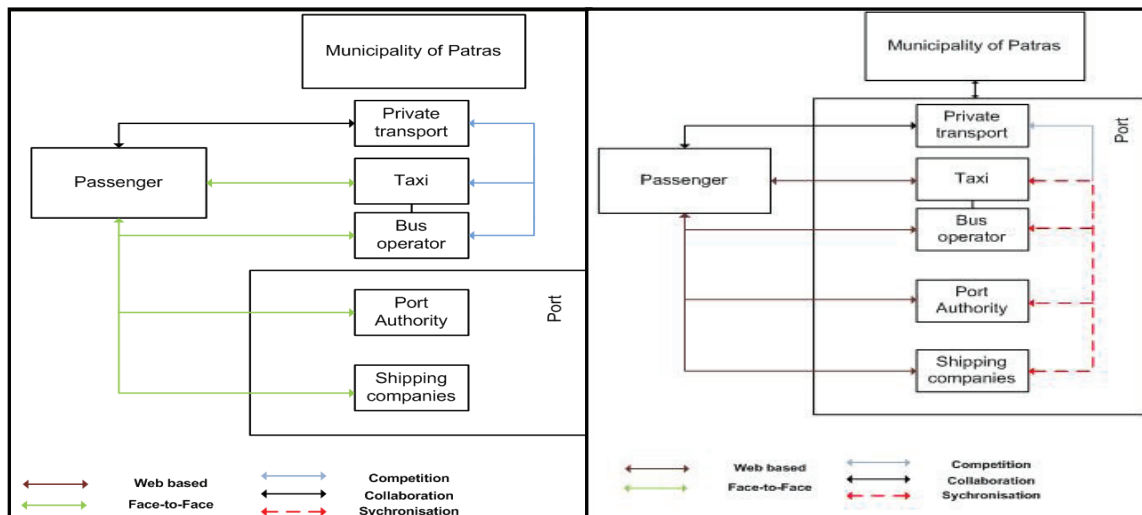 Municipality of Patras
Private
transport
Passenger
Taxi
Bus
operator
Port
Port
Authority
Shipping
companies
Web based
Face-to-Face
Competition
Collaboration
Sychronisation
Municipality of Patras
Port
Private
transport
Passenger
Taxi
Bus
operator
Port
Authority
Shipping
companies
Web based
Face-to-Face
Competition
Collaboration
Sychronisation